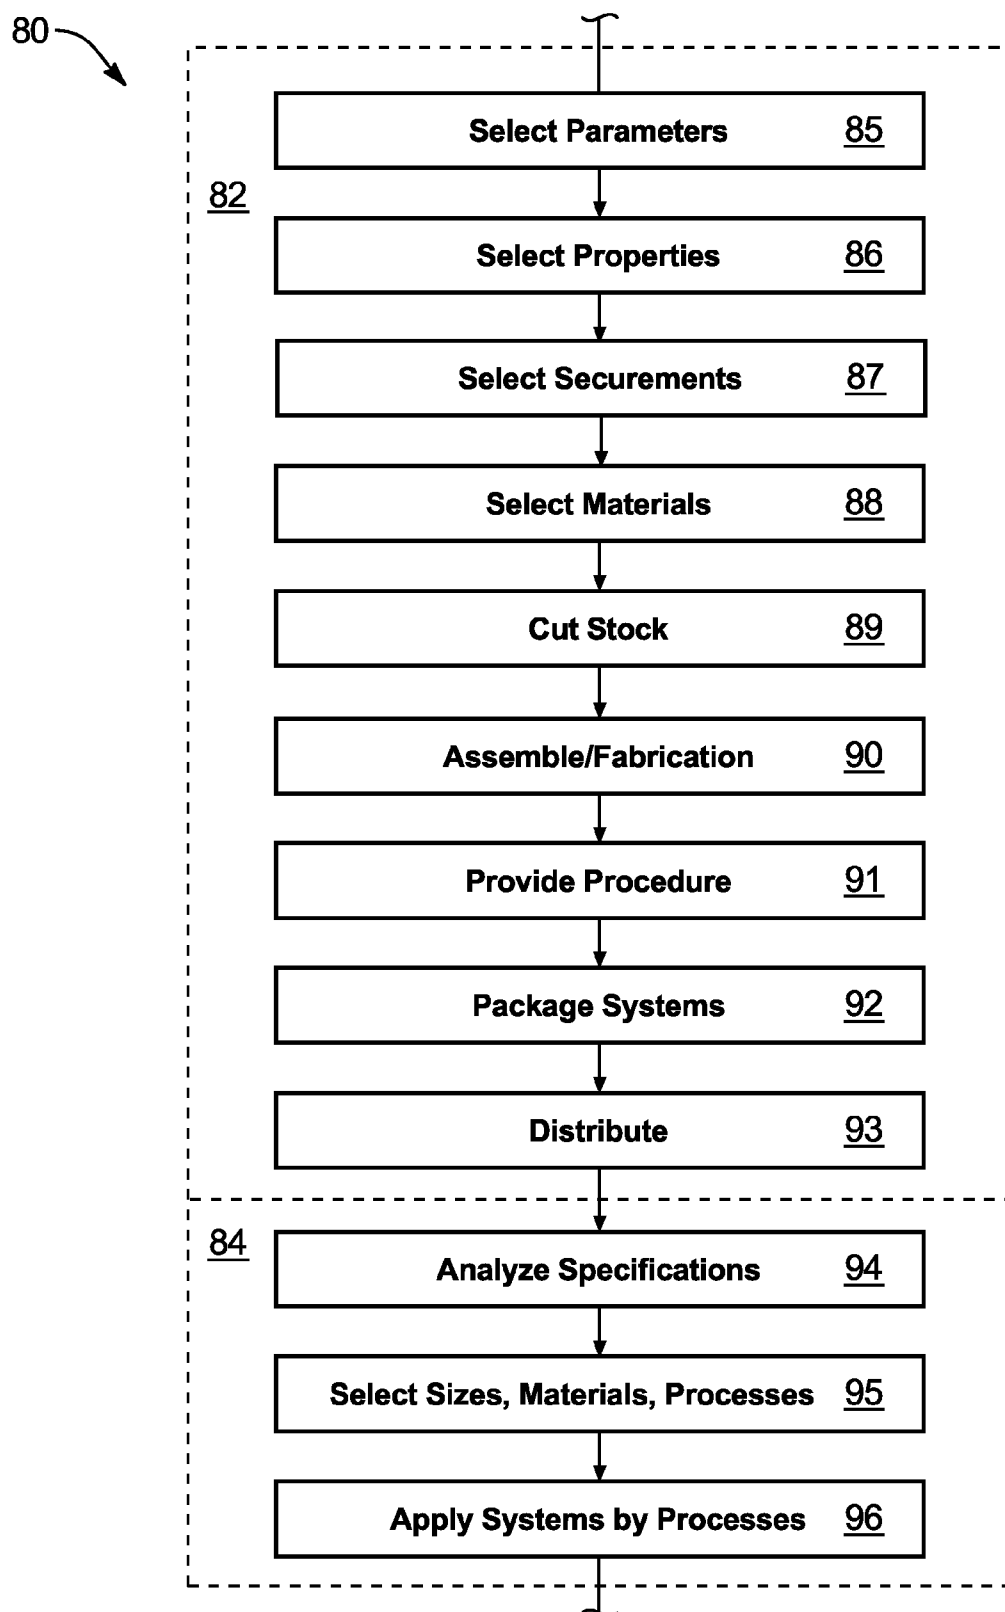 80
Select Parameters 85
82
Select Properties 86
Select Securements 87
Select Materials 88
Cut Stock 89
Assemble/Fabrication 90
Provide Procedure 91
Package Systems 92
Distribute 93
84
Analyze Specifications 94
Select Sizes, Materials, Processes 95
Apply Systems by Processes 96